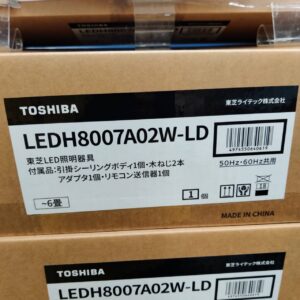 TOSHIBA
東芝ライテック株式会社
LEDH8007A02W-LD
東芝LED照明器具
付属品:引掛シーリングボディ1個・木ねじ2本
アダプタ1個・リモコン送信器1個
4974550640619
50Hz・60Hz共用
~6畳
1個
MADE IN CHINA
TOSHIBA
東芝ライテック株式会社
LEDH8007A02W-LD